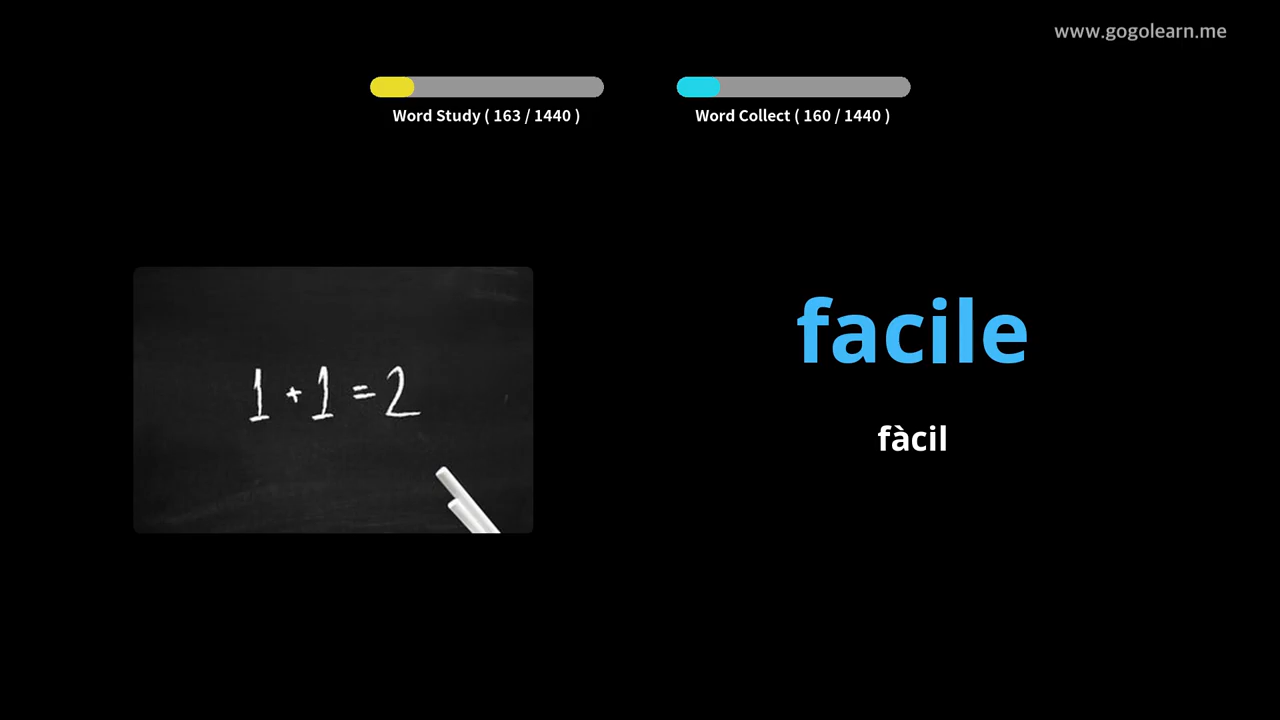 www.gogolearn.me
Word Study ( 163 / 1440 )
Word Collect ( 160 / 1440 )
1 + 1 = 2
facile
fàcil